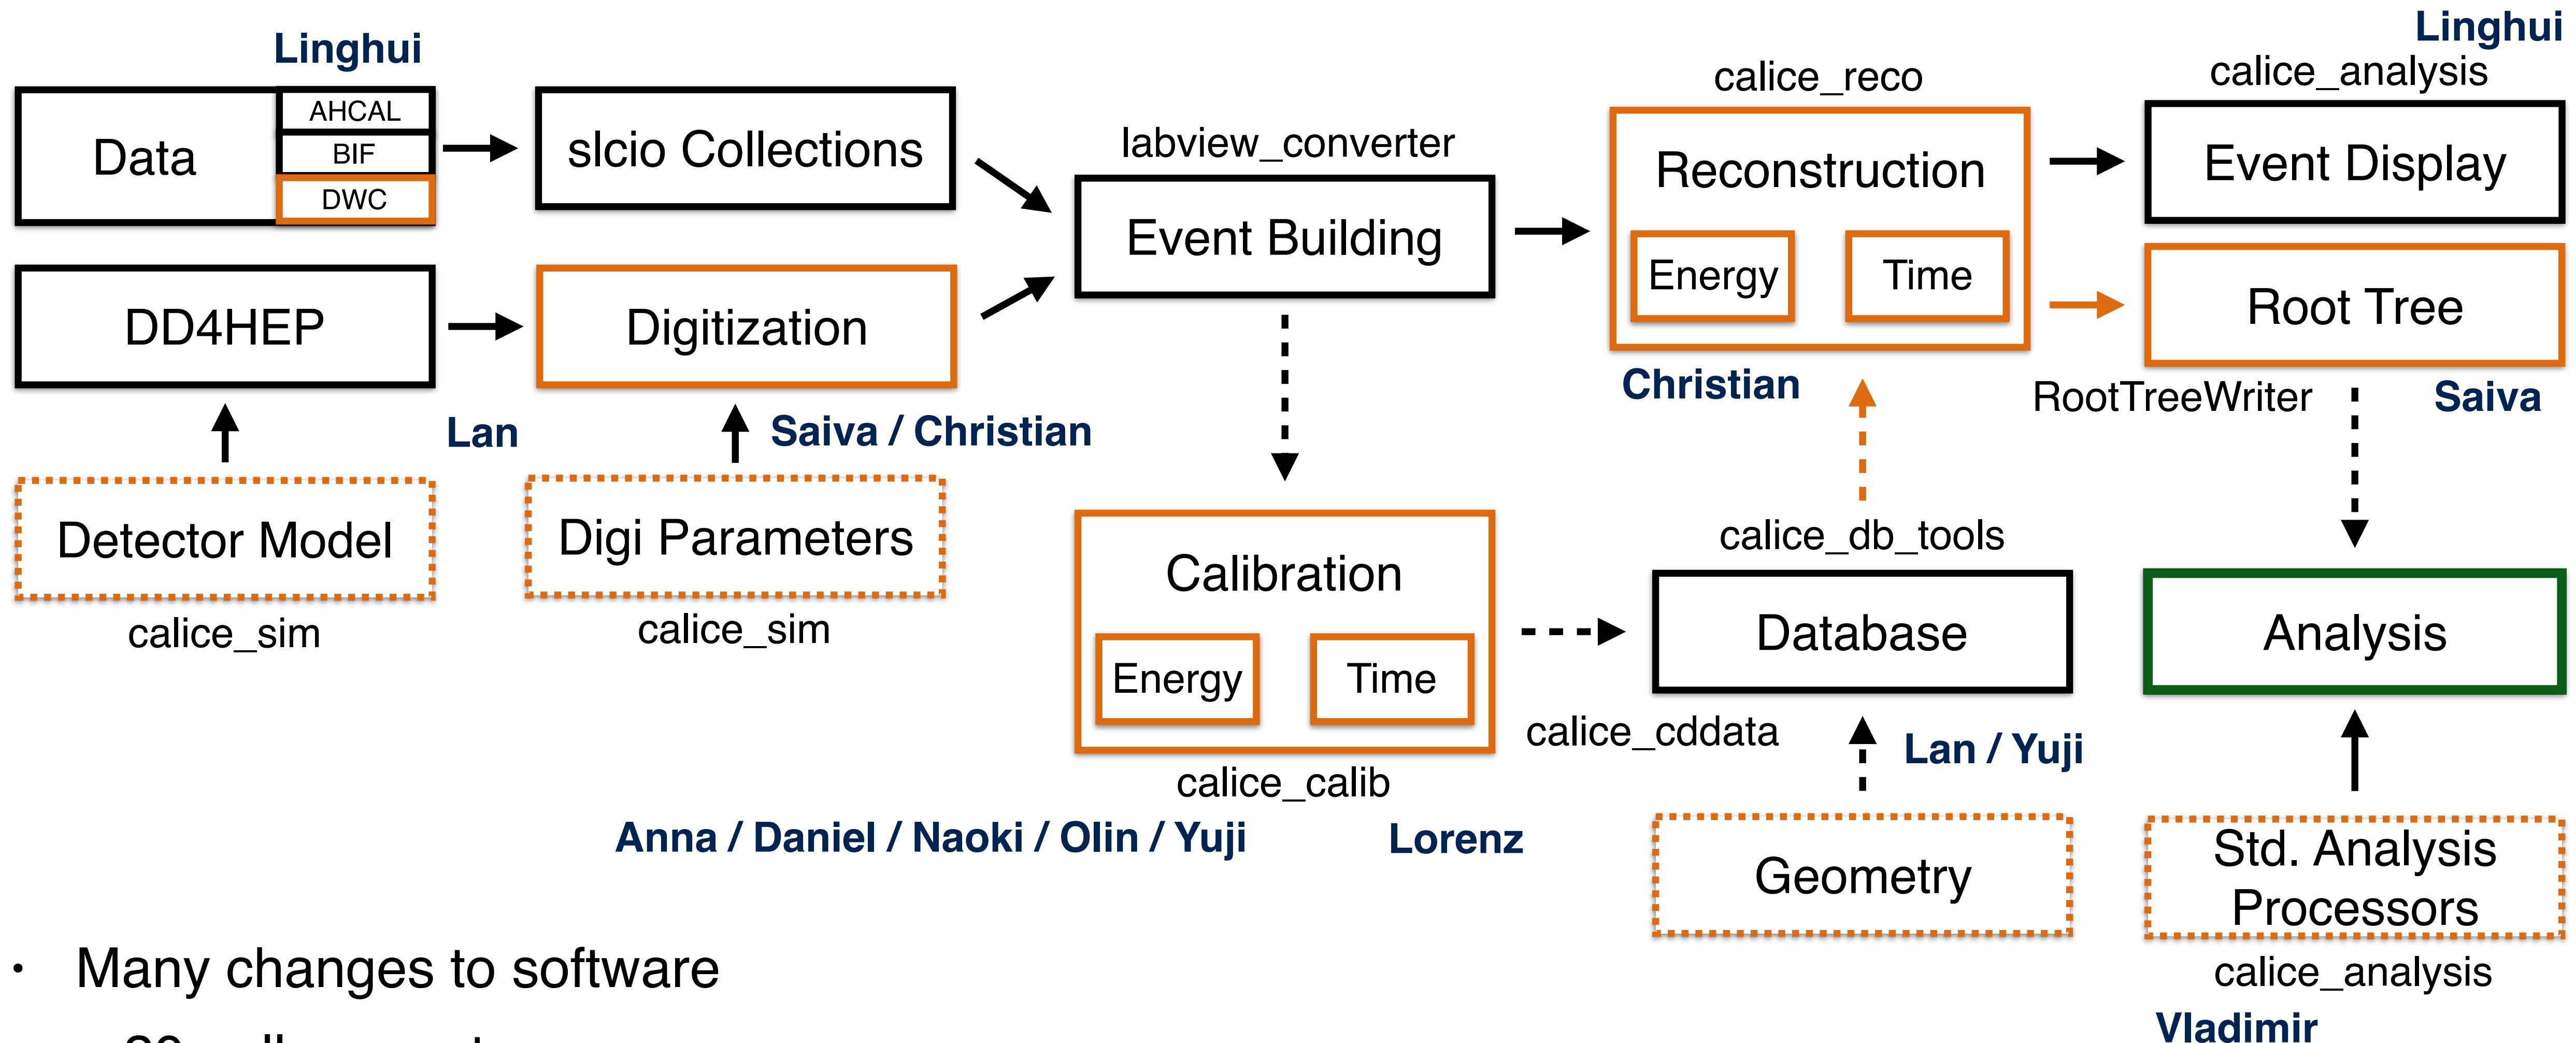 Linghui
Linghui
calice_reco
calice_analysis
AHCAL
Data
BIF
DWC
slcio Collections
labview_converter
Event Building
Reconstruction
Energy
Time
Event Display
DD4HEP
Digitization
Root Tree
Christian
RootTreeWriter
Saiva
Lan
Saiva / Christian
Detector Model
calice_sim
Digi Parameters
calice_sim
Calibration
Energy
Time
calice_calib
calice_db_tools
Database
calice_cddata
Lan / Yuji
Analysis
Anna / Daniel / Naoki / Olin / Yuji
Lorenz
Geometry
Std. Analysis
Processors
calice_analysis
Vladimir
· Many changes to software